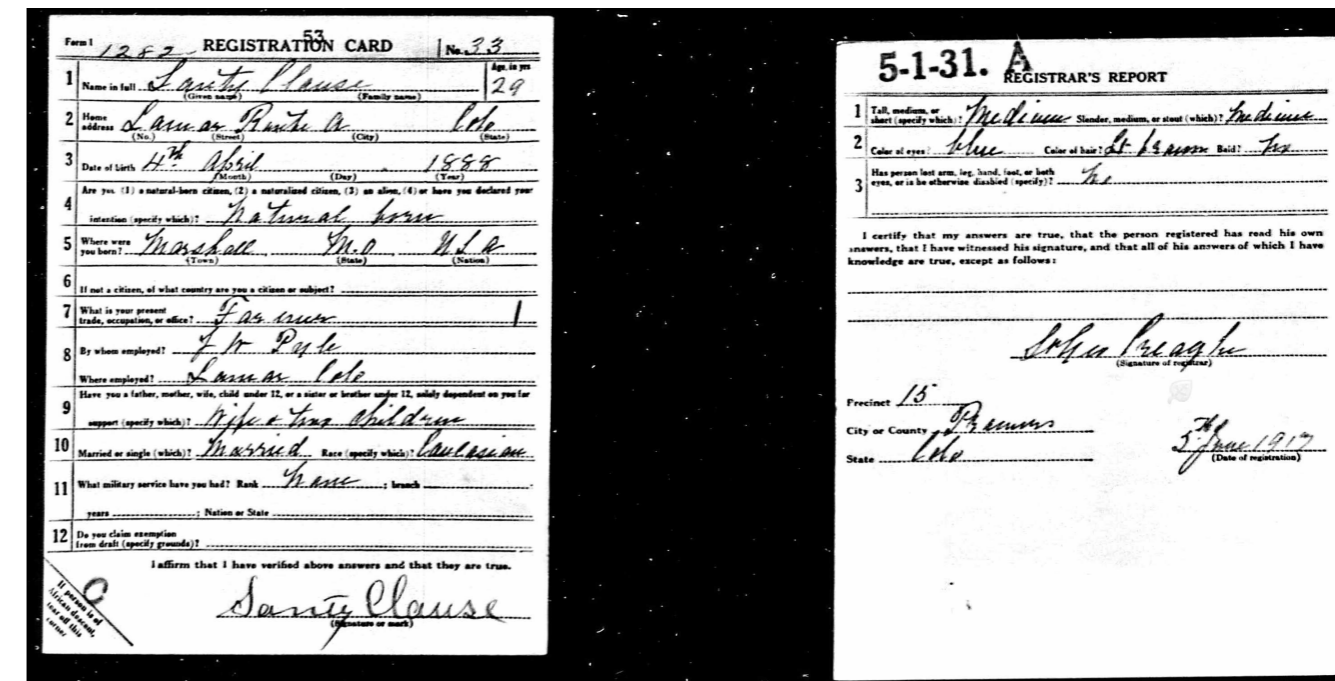 53
Form 1 1282 REGISTRATION CARD No. 33
1 Name in full Santy Clause Age, in yrs 29
(Given name) (Family name)
2 Home address Lamar Route A Colo
(No.) (Street) (City) (State)
3 Date of birth 4th April 1888
(Month) (Day) (Year)
4 Are you (1) a natural-born citizen, (2) a naturalized citizen, (3) an alien, (4) or have you declared your
intention (specify which)? Natural born
5 Where were you born? Marshall M.o U S A
(Town) (State) (Nation)
6 If not a citizen, of what country are you a citizen or subject?
7 What is your present trade, occupation, or office? Farmer 1
8 By whom employed? J W Pyle
Where employed? Lamar Colo
9 Have you a father, mother, wife, child under 12, or a sister or brother under 12, solely dependent on you for
support (specify which)? Wife & two children
10 Married or single (which)? Married Race (specify which)? Caucasian
11 What military service have you had? Rank None ; branch
years ; Nation or State
12 Do you claim exemption
from draft (specify grounds)?
I affirm that I have verified above answers and that they are true.
Santy Clause
(Signature or mark)
If person is of
African descent,
tear off this
corner
5-1-31. A REGISTRAR'S REPORT
1 Tall, medium, or short (specify which)? Medium Slender, medium, or stout (which)? Medium
2 Color of eyes? blue Color of hair? Lt brown Bald? No
3 Has person lost arm, leg, hand, foot, or both
eyes, or is he otherwise disabled (specify)? No
I certify that my answers are true, that the person registered has read his own
answers, that I have witnessed his signature, and that all of his answers of which I have
knowledge are true, except as follows:
(Signature of registrar)
Precinct 15
City or County Prowers
State Colo
5th June 1917
(Date of registration)